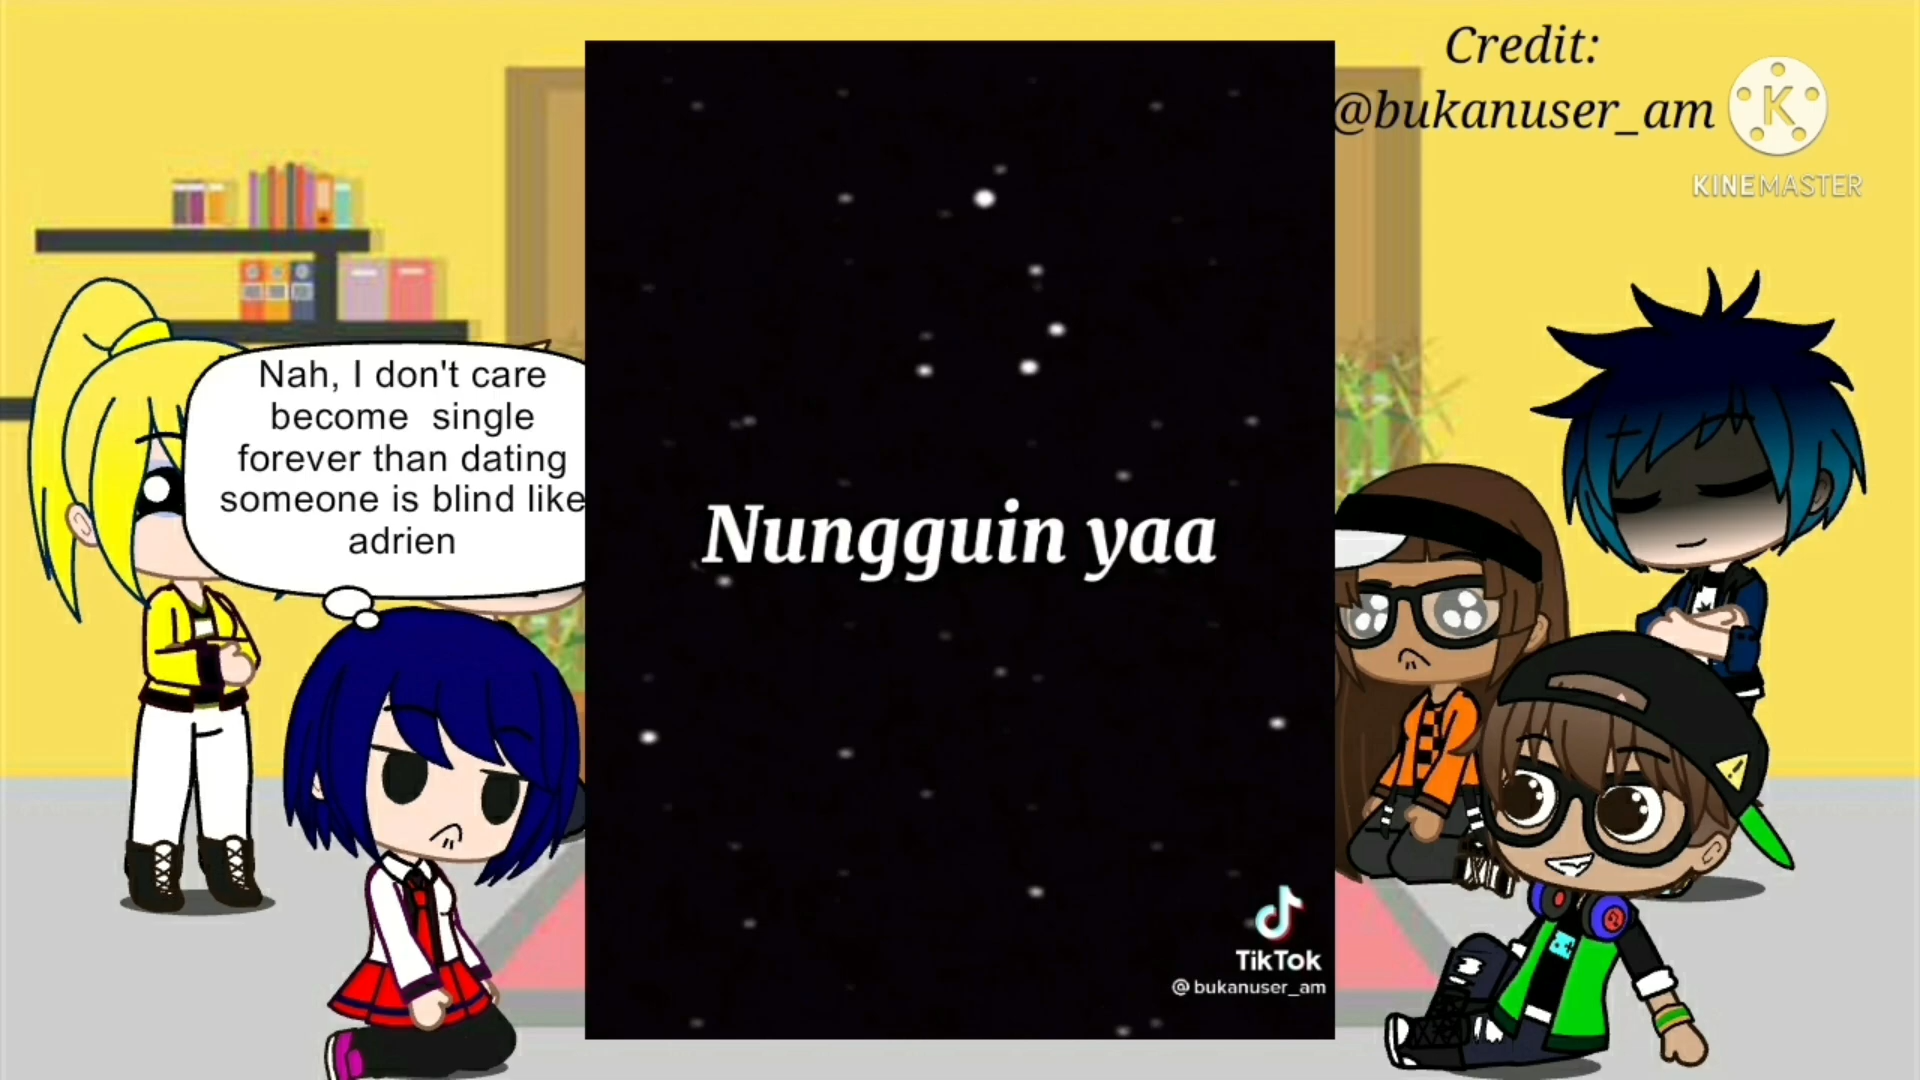 Credit:
@bukanuser_am
KINEMASTER
Nah, I don't care
become single
forever than dating
someone is blind like
adrien
Nungguin yaa
TikTok
@bukanuser_am